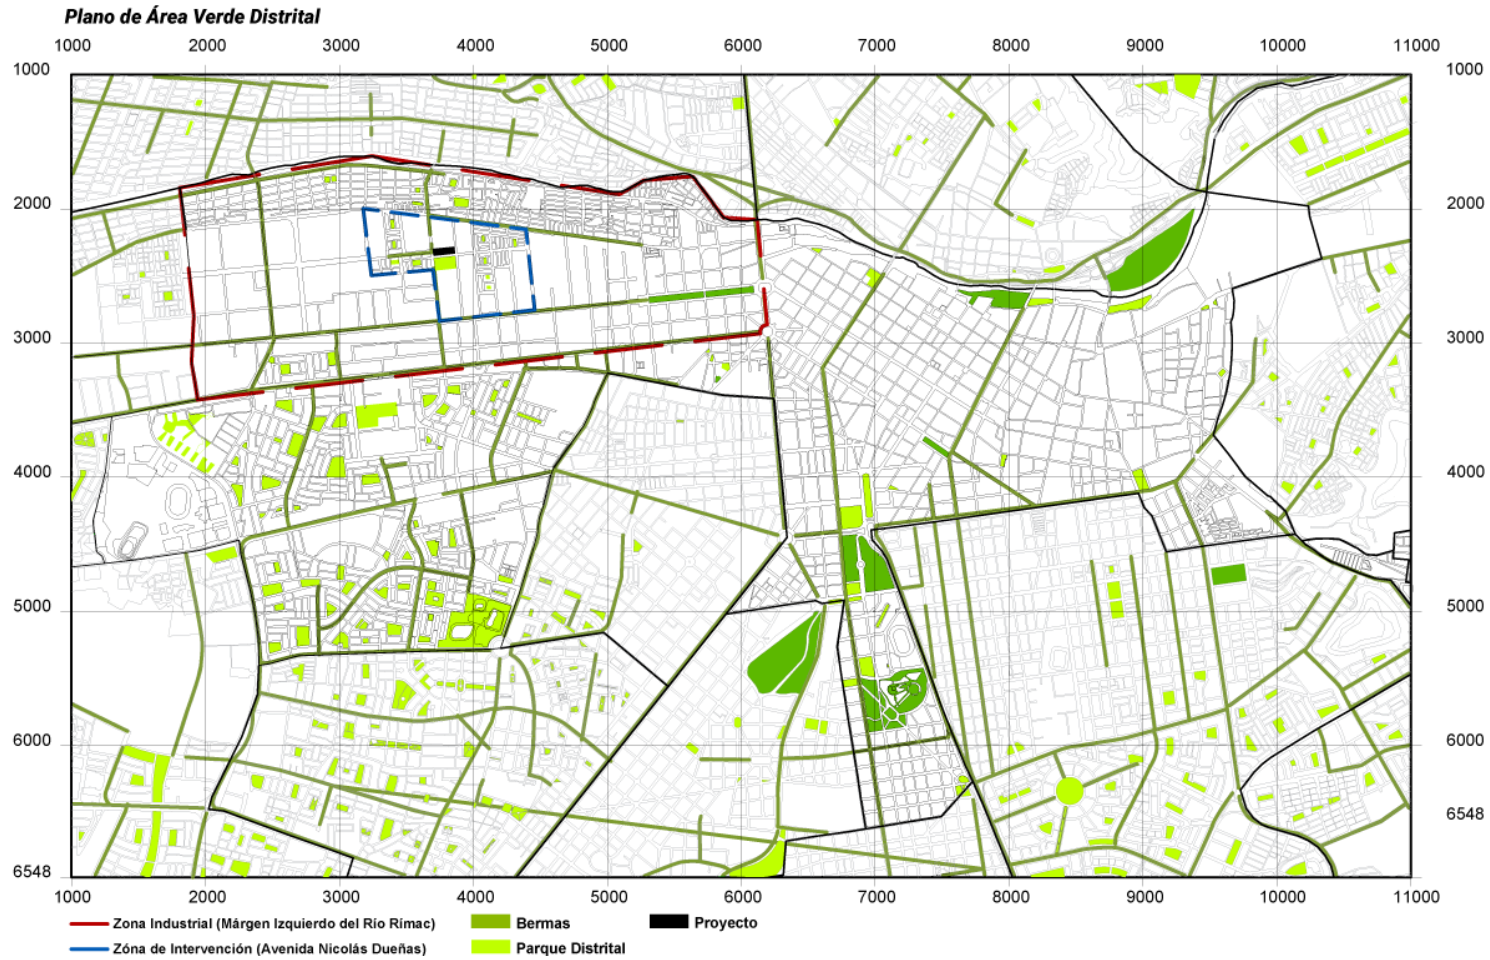 Plano de Área Verde Distrital
1000 2000 3000 4000 5000 6000 7000 8000 9000 10000 11000
1000 1000
2000 2000
3000 3000
4000 4000
5000 5000
6000 6000
6548
6548
1000 2000 3000 4000 5000 6000 7000 8000 9000 10000 11000
Zona Industrial (Márgen Izquierdo del Río Rímac) Bermas Proyecto
Zóna de Intervención (Avenida Nicolás Dueñas) Parque Distrital